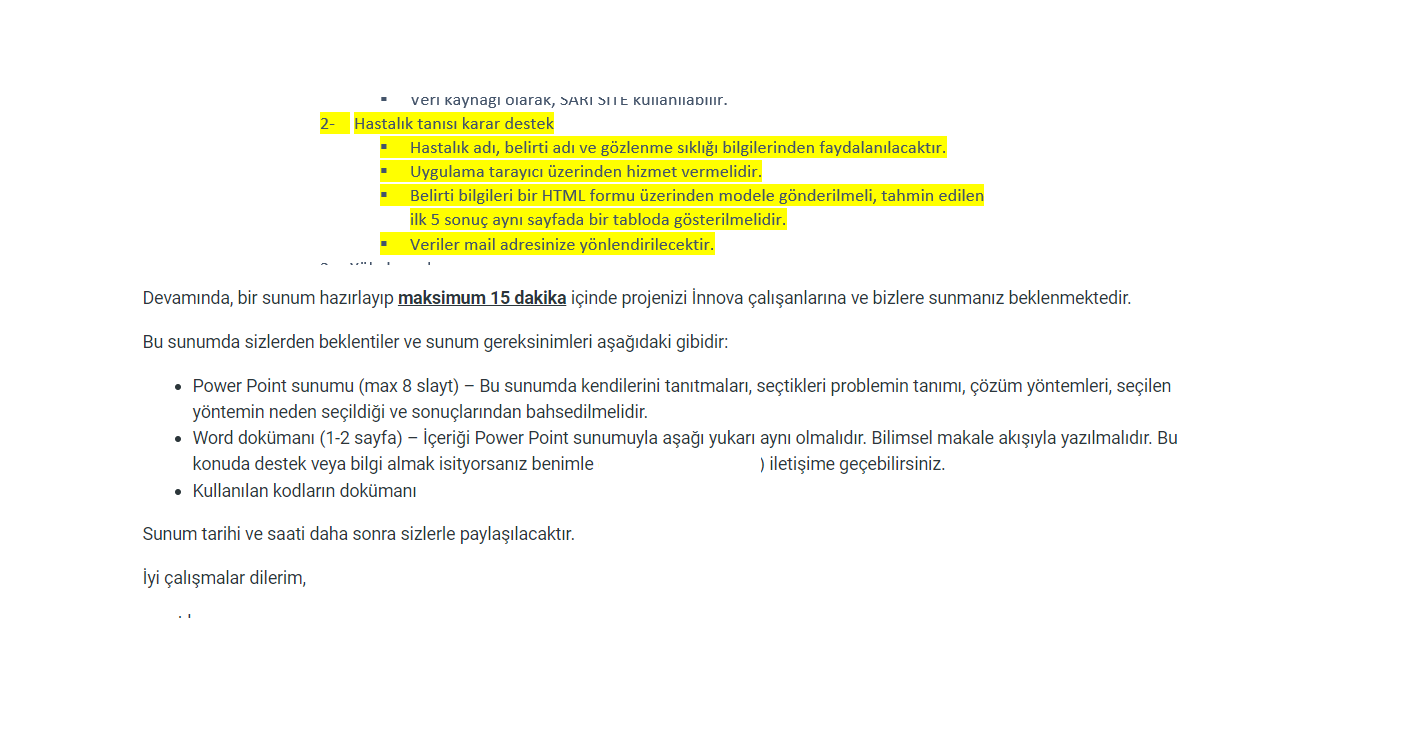 ▪ Veri kaynağı olarak, SARI SİTE kullanılabilir.
2- Hastalık tanısı karar destek
▪ Hastalık adı, belirti adı ve gözlenme sıklığı bilgilerinden faydalanılacaktır.
▪ Uygulama tarayıcı üzerinden hizmet vermelidir.
▪ Belirti bilgileri bir HTML formu üzerinden modele gönderilmeli, tahmin edilen
ilk 5 sonuç aynı sayfada bir tabloda gösterilmelidir.
▪ Veriler mail adresinize yönlendirilecektir.
Devamında, bir sunum hazırlayıp maksimum 15 dakika içinde projenizi İnnova çalışanlarına ve bizlere sunmanız beklenmektedir.
Bu sunumda sizlerden beklentiler ve sunum gereksinimleri aşağıdaki gibidir:
• Power Point sunumu (max 8 slayt) – Bu sunumda kendilerini tanıtmaları, seçtikleri problemin tanımı, çözüm yöntemleri, seçilen
yöntemin neden seçildiği ve sonuçlarından bahsedilmelidir.
• Word dokümanı (1-2 sayfa) – İçeriği Power Point sunumuyla aşağı yukarı aynı olmalıdır. Bilimsel makale akışıyla yazılmalıdır. Bu
konuda destek veya bilgi almak isityorsanız benimle ) iletişime geçebilirsiniz.
• Kullanılan kodların dokümanı
Sunum tarihi ve saati daha sonra sizlerle paylaşılacaktır.
İyi çalışmalar dilerim,